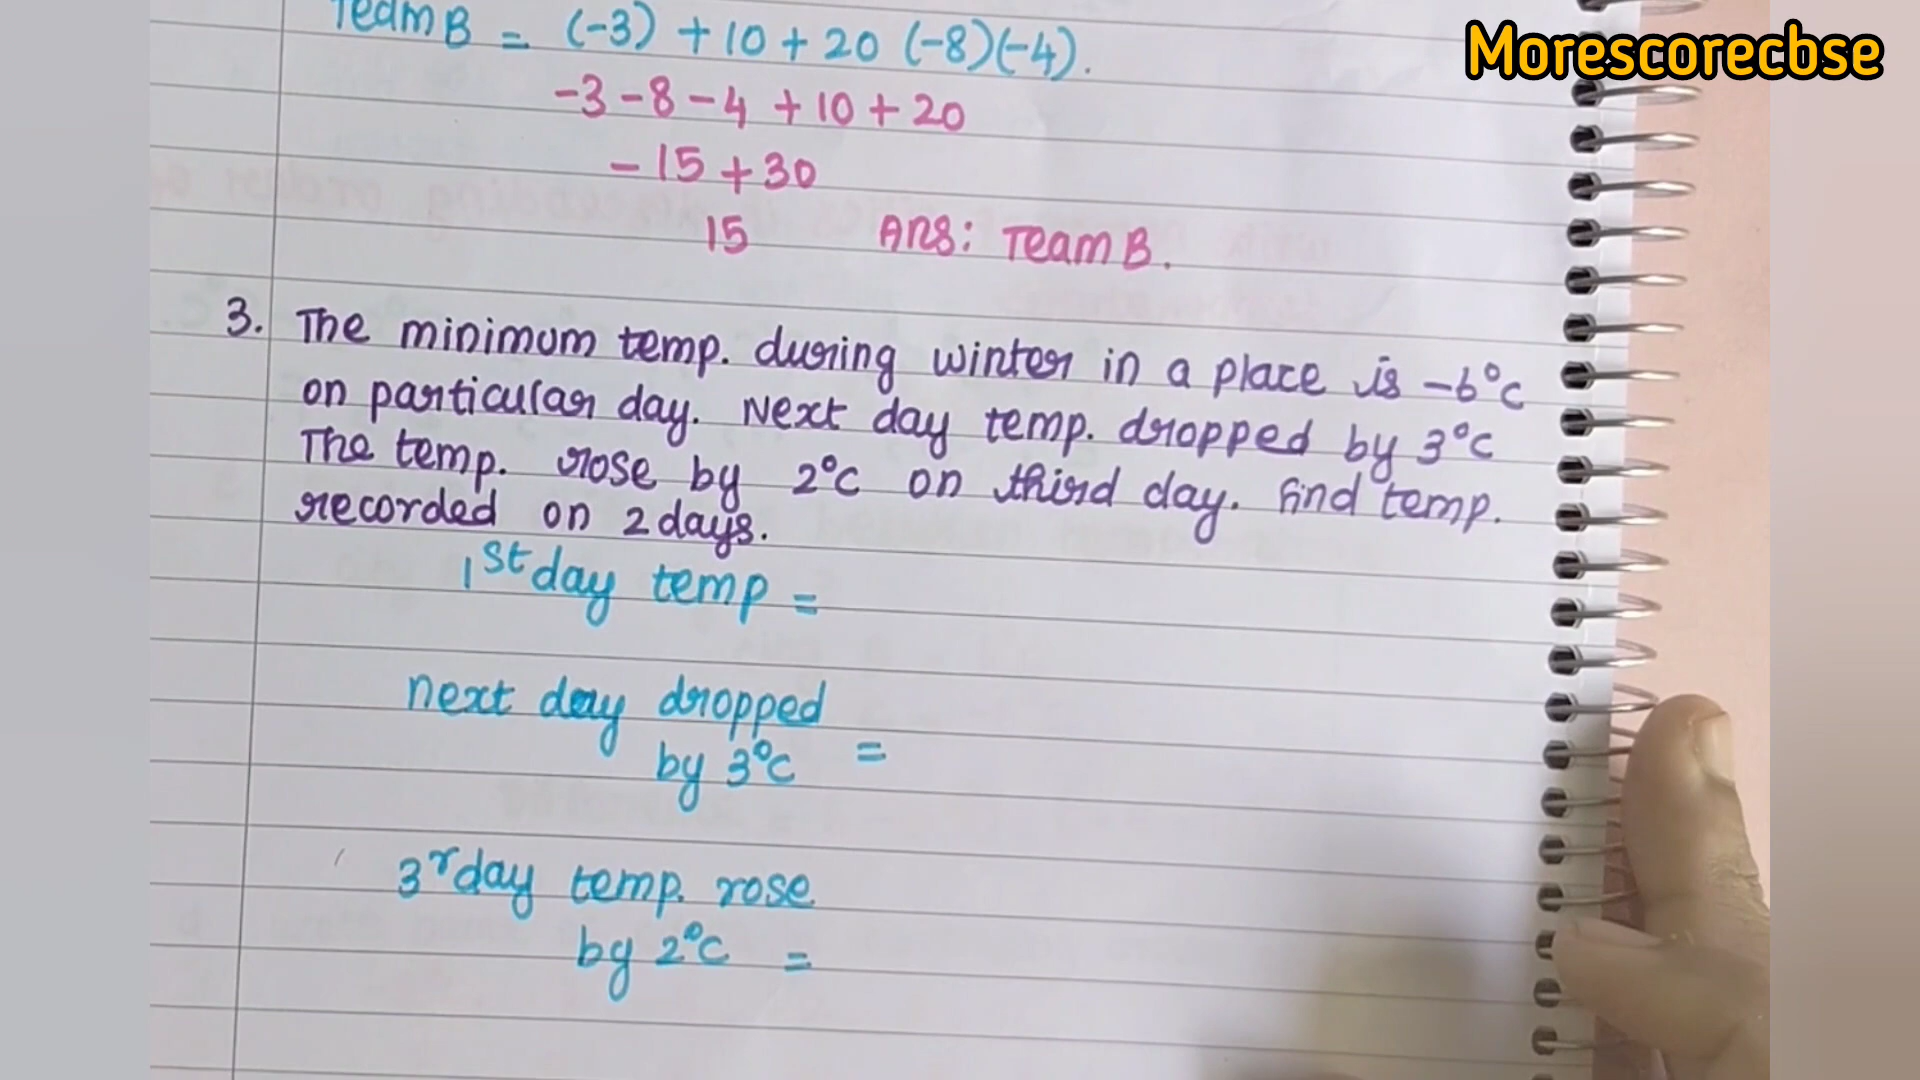 Morescorecbse
Team B = (-3) + 10 + 20 (-8)(-4).
-3 - 8 - 4 + 10 + 20
- 15 + 30
15 Ans: Team B.
3. The minimum temp. during winter in a place is -6°c
on particular day. Next day temp. dropped by 3°c
The temp. rose by 2°c on third day. Find temp.
recorded on 2 days.
1st day temp =
next day dropped
by 3°c =
3r day temp. rose
by 2°c =